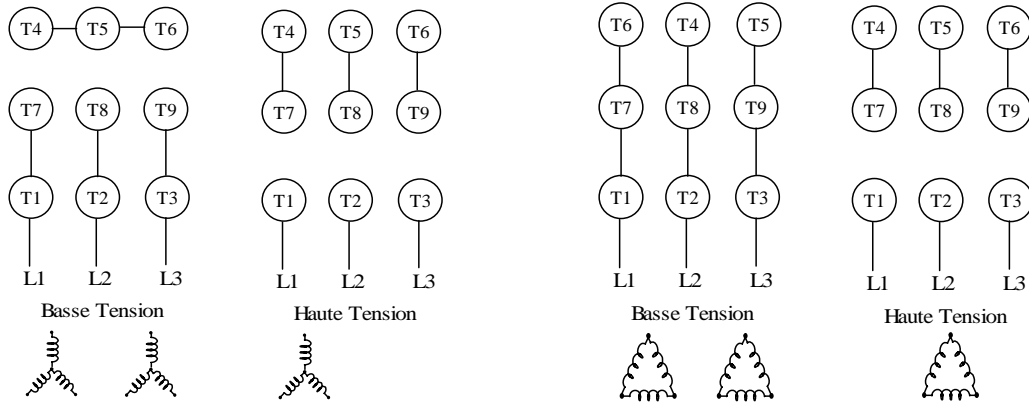 T4 T5 T6 T4 T5 T6 T6 T4 T5 T4 T5 T6
T7 T8 T9 T7 T8 T9 T7 T8 T9 T7 T8 T9
T1 T2 T3 T1 T2 T3 T1 T2 T3 T1 T2 T3
L1 L2 L3 L1 L2 L3 L1 L2 L3 L1 L2 L3
Basse Tension Haute Tension Basse Tension Haute Tension